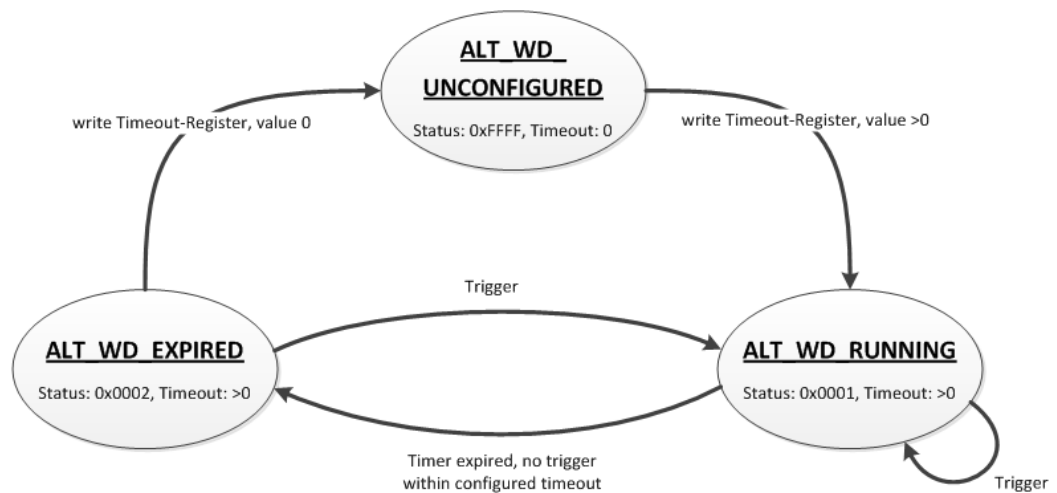 ALT_WD_
UNCONFIGURED
Status: 0xFFFF, Timeout: 0
write Timeout-Register, value 0
write Timeout-Register, value >0
Trigger
ALT_WD_EXPIRED
Status: 0x0002, Timeout: >0
ALT_WD_RUNNING
Status: 0x0001, Timeout: >0
Timer expired, no trigger
within configured timeout
Trigger